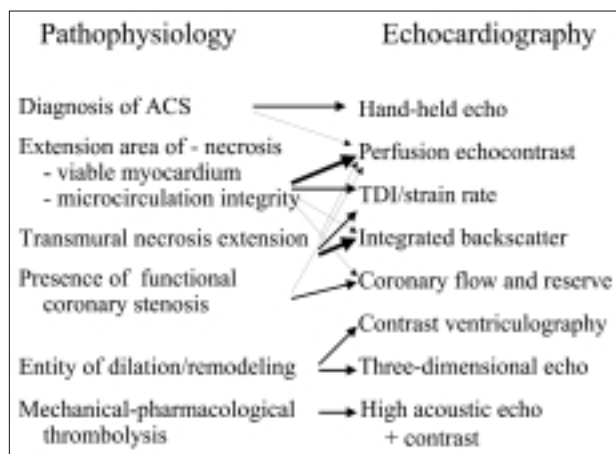 Pathophysiology
Echocardiography
Diagnosis of ACS
Hand-held echo
Extension area of - necrosis
- viable myocardium
- microcirculation integrity
Perfusion echocontrast
TDI/strain rate
Transmural necrosis extension
Integrated backscatter
Presence of functional
coronary stenosis
Coronary flow and reserve
Contrast ventriculography
Entity of dilation/remodeling
Three-dimensional echo
Mechanical-pharmacological
thrombolysis
High acoustic echo
+ contrast